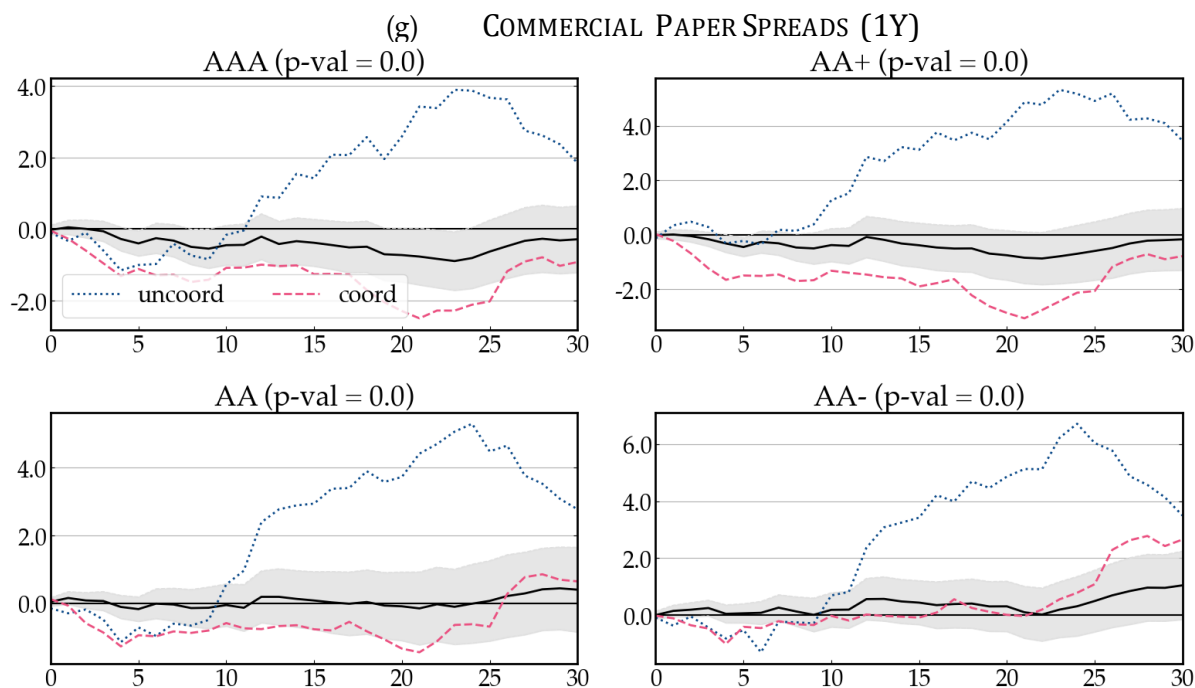 (g) COMMERCIAL PAPER SPREADS (1Y)
AAA (p-val = 0.0)
4.0
2.0
0.0
-2.0
uncoord coord
0 5 10 15 20 25 30
AA+ (p-val = 0.0)
4.0
2.0
0.0
-2.0
0 5 10 15 20 25 30
AA (p-val = 0.0)
4.0
2.0
0.0
0 5 10 15 20 25 30
AA- (p-val = 0.0)
6.0
4.0
2.0
0.0
0 5 10 15 20 25 30